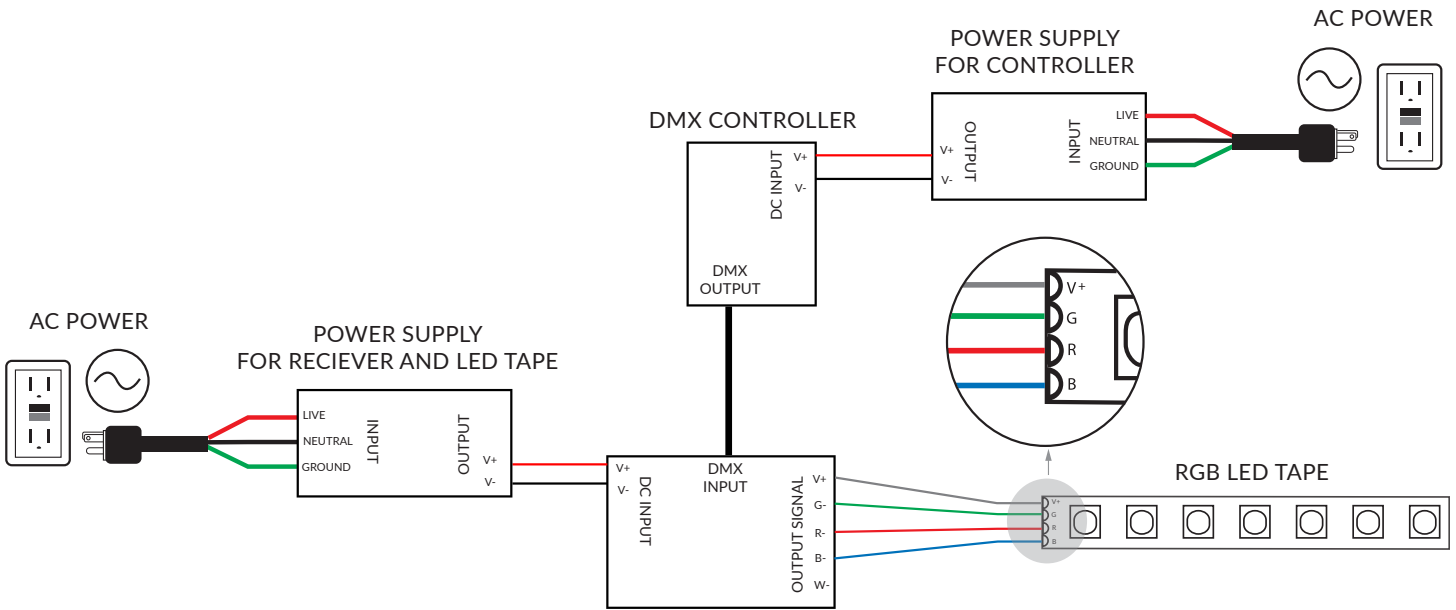 AC POWER
POWER SUPPLY
FOR CONTROLLER
LIVE
NEUTRAL
GROUND
INPUT
OUTPUT
V+
V-
DMX CONTROLLER
DC INPUT
V+
V-
DMX
OUTPUT
AC POWER
POWER SUPPLY
FOR RECIEVER AND LED TAPE
LIVE
NEUTRAL
GROUND
INPUT
OUTPUT
V+
V-
V+
V-
DC INPUT
DMX
INPUT
OUTPUT SIGNAL
V+
G-
R-
B-
W-
V+
G
R
B
RGB LED TAPE
V+
G
R
B